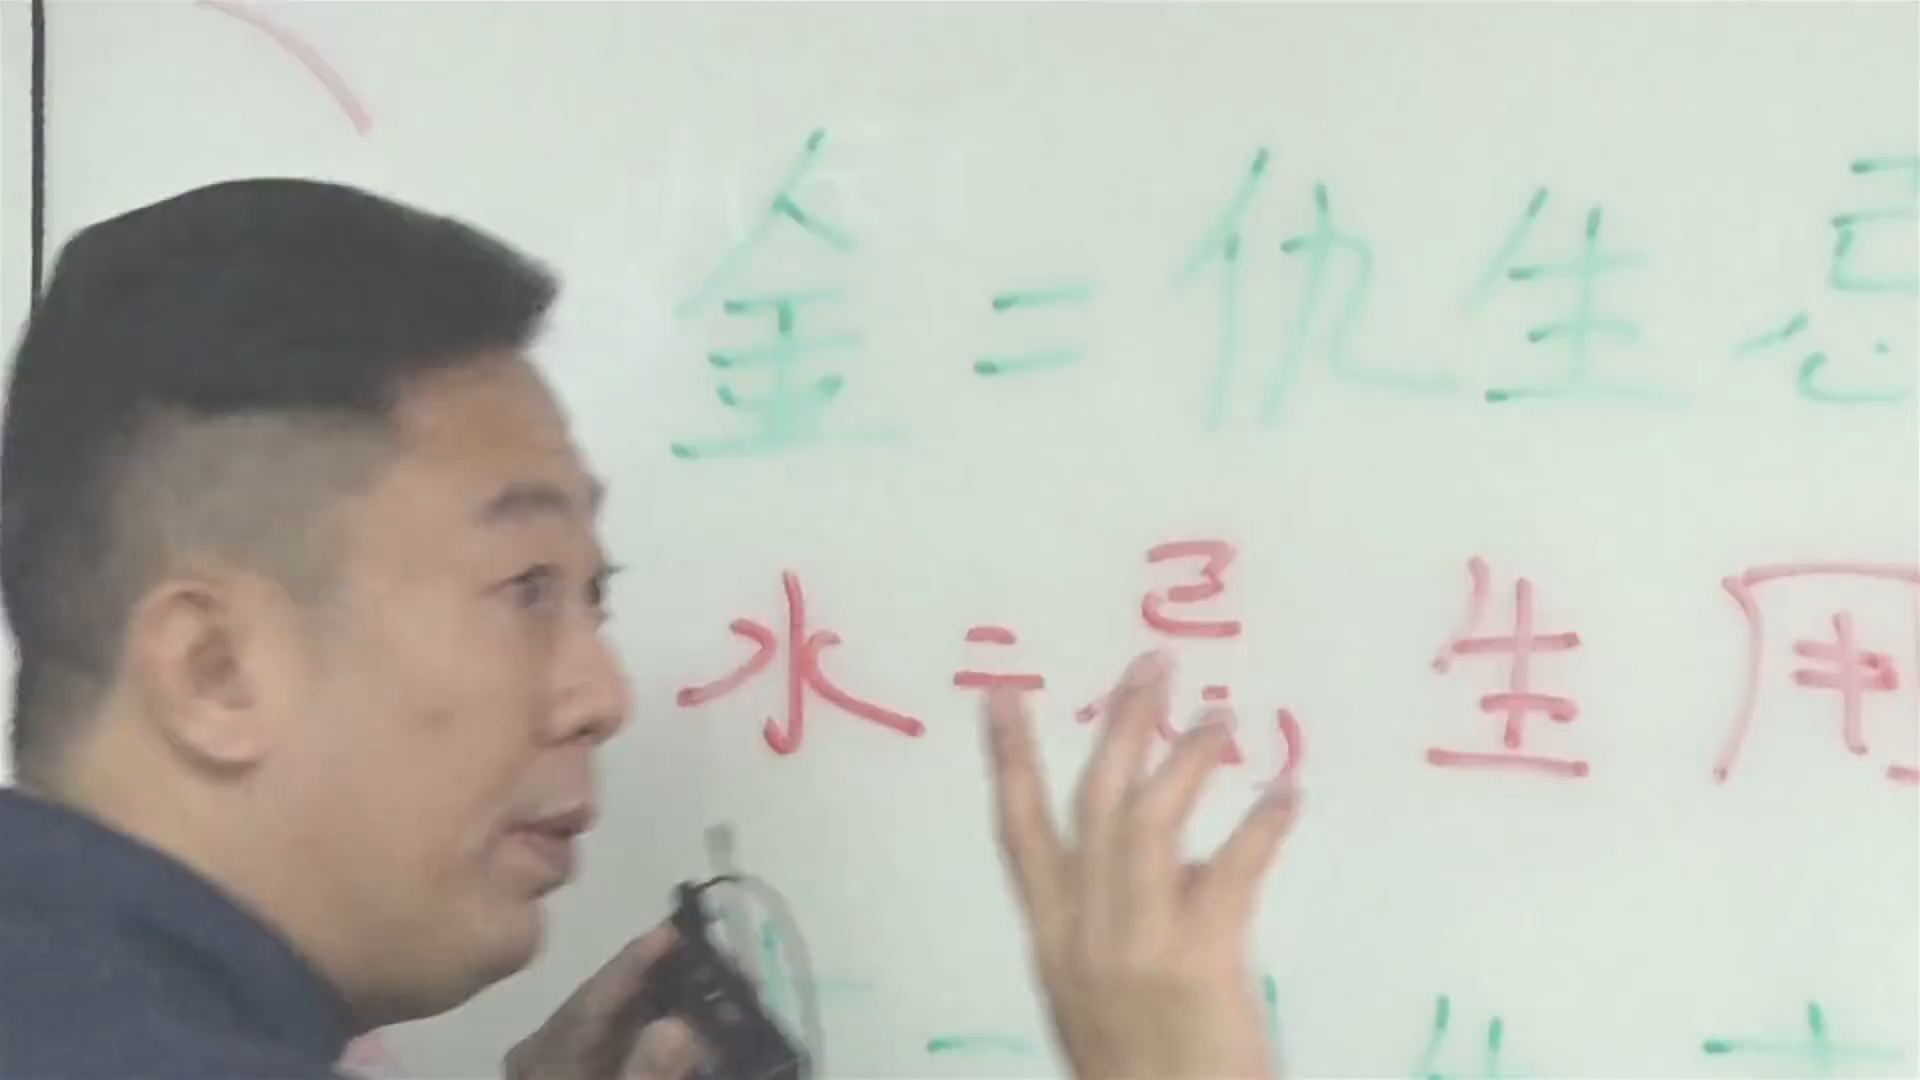 金 = 仇 生 忌
水 = 忌, 生 用